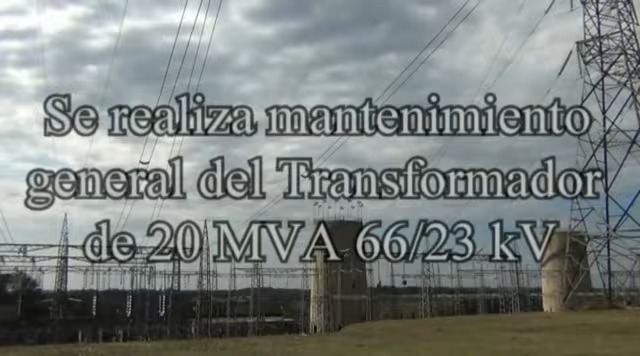 Se realiza mantenimiento
general del Transformador
de 20 MVA 66/23 kV